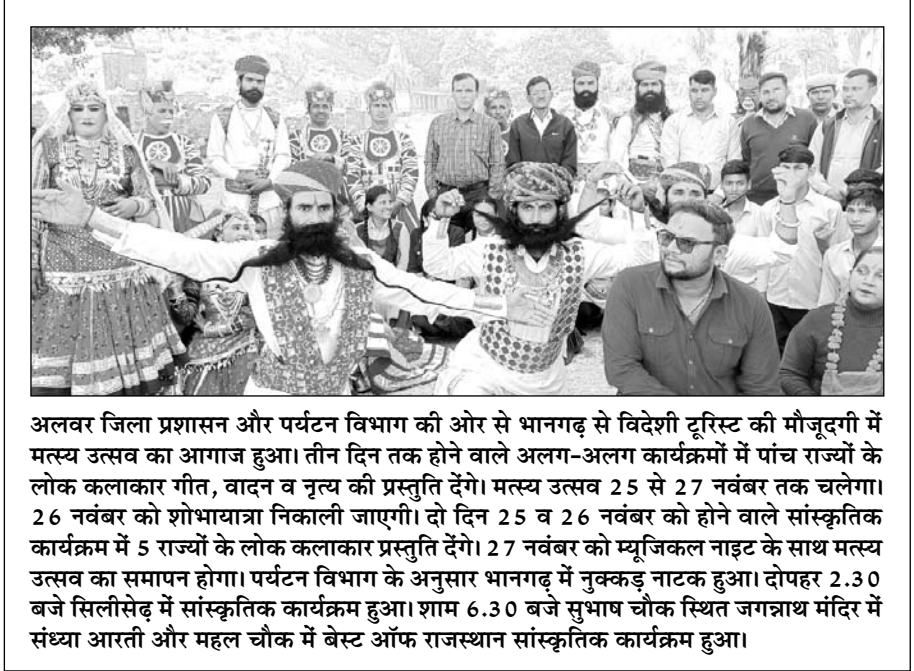 अलवर जिला प्रशासन और पर्यटन विभाग की ओर से भानगढ़ से विदेशी टूरिस्ट की मौजूदगी में
मत्स्य उत्सव का आगाज हुआ। तीन दिन तक होने वाले अलग-अलग कार्यक्रमों में पांच राज्यों के
लोक कलाकार गीत, वादन व नृत्य की प्रस्तुति देंगे। मत्स्य उत्सव 25 से 27 नवंबर तक चलेगा।
26 नवंबर को शोभायात्रा निकाली जाएगी। दो दिन 25 व 26 नवंबर को होने वाले सांस्कृतिक
कार्यक्रम में 5 राज्यों के लोक कलाकार प्रस्तुति देंगे। 27 नवंबर को म्यूजिकल नाइट के साथ मत्स्य
उत्सव का समापन होगा। पर्यटन विभाग के अनुसार भानगढ़ में नुक्कड़ नाटक हुआ। दोपहर 2.30
बजे सिलीसेढ़ में सांस्कृतिक कार्यक्रम हुआ। शाम 6.30 बजे सुभाष चौक स्थित जगन्नाथ मंदिर में
संध्या आरती और महल चौक में बेस्ट ऑफ राजस्थान सांस्कृतिक कार्यक्रम हुआ।